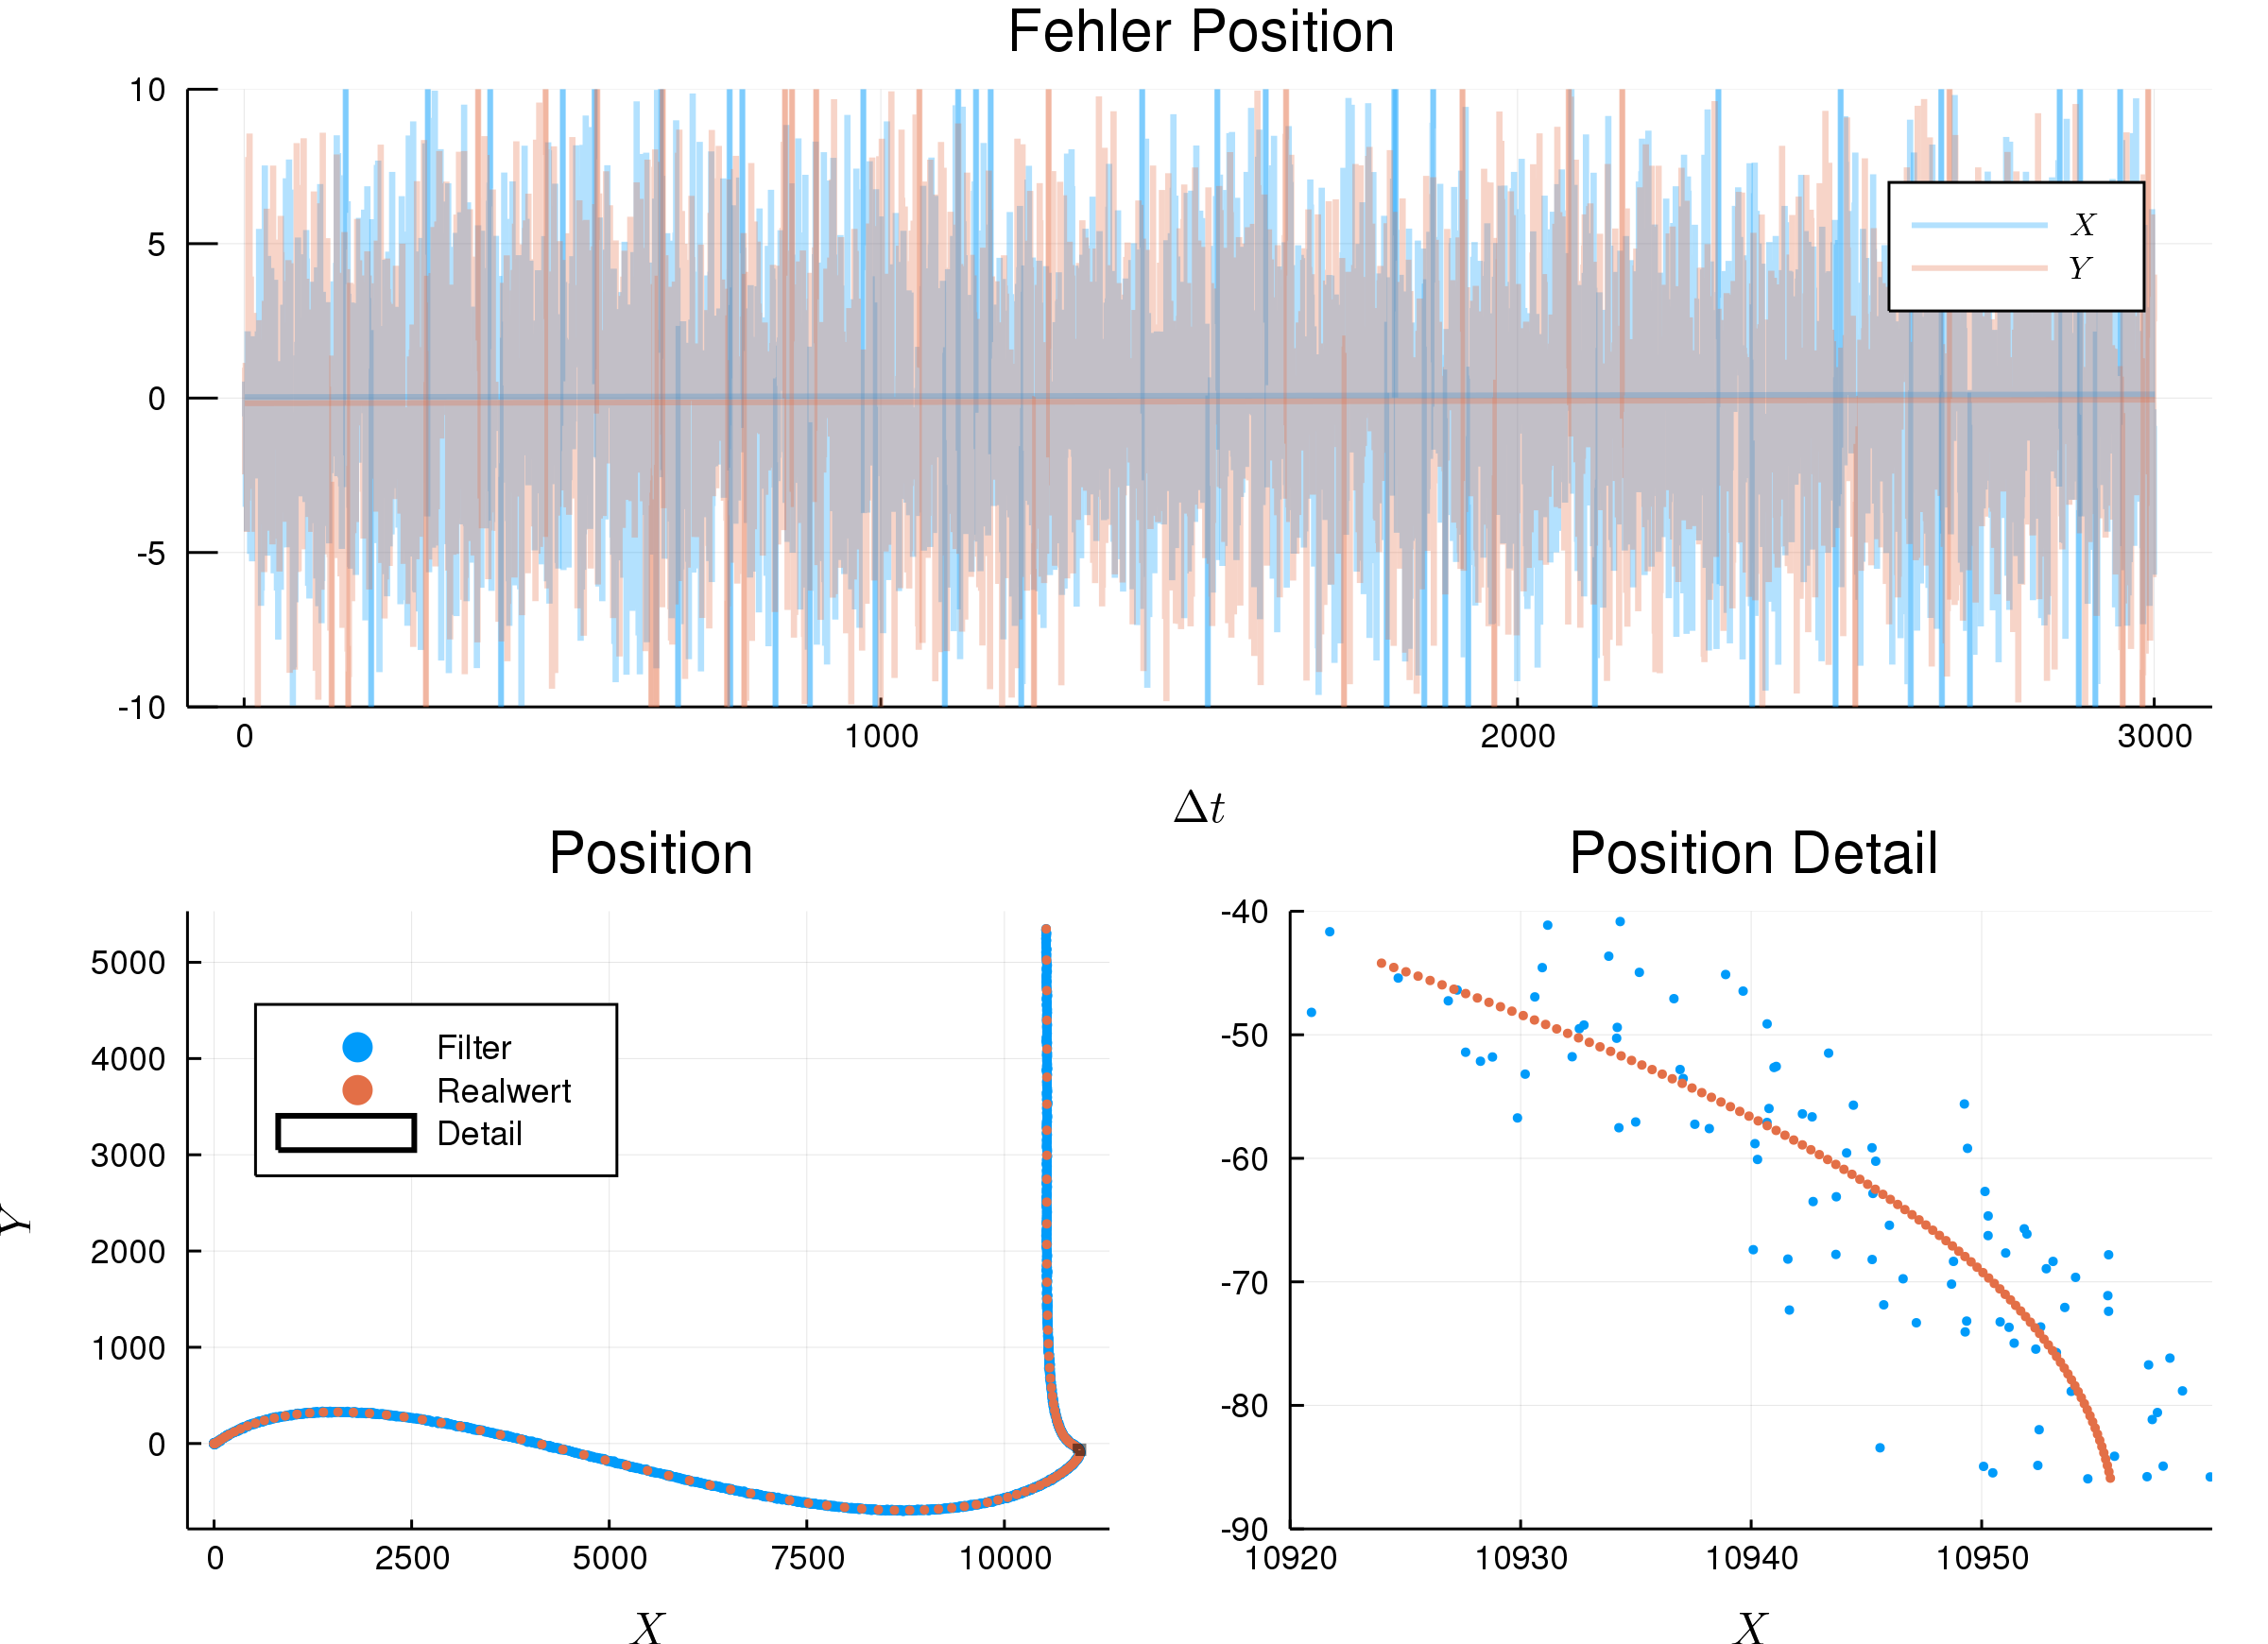 Fehler Position
10
5
0
-5
-10
X
Y
0 1000 2000 3000
Δt
Position
Position Detail
5000
4000
3000
2000
1000
0
Y
Filter
Realwert
Detail
0 2500 5000 7500 10000
X
-40
-50
-60
-70
-80
-90
10920 10930 10940 10950
X